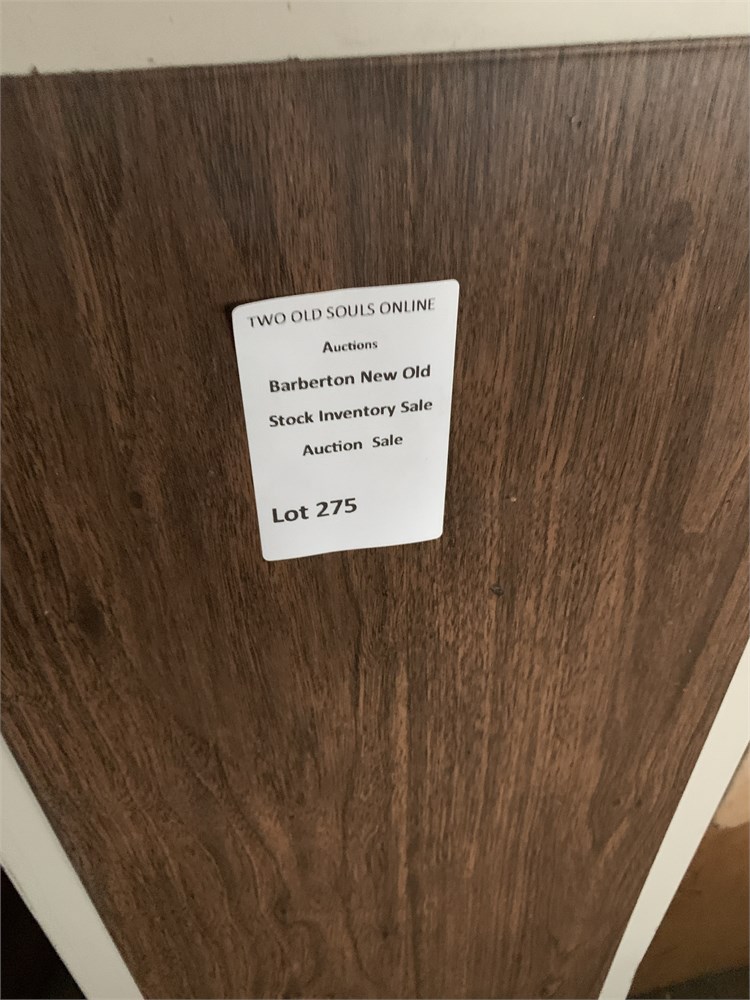 TWO OLD SOULS ONLINE
Auctions
Barberton New Old
Stock Inventory Sale
Auction Sale
Lot 275